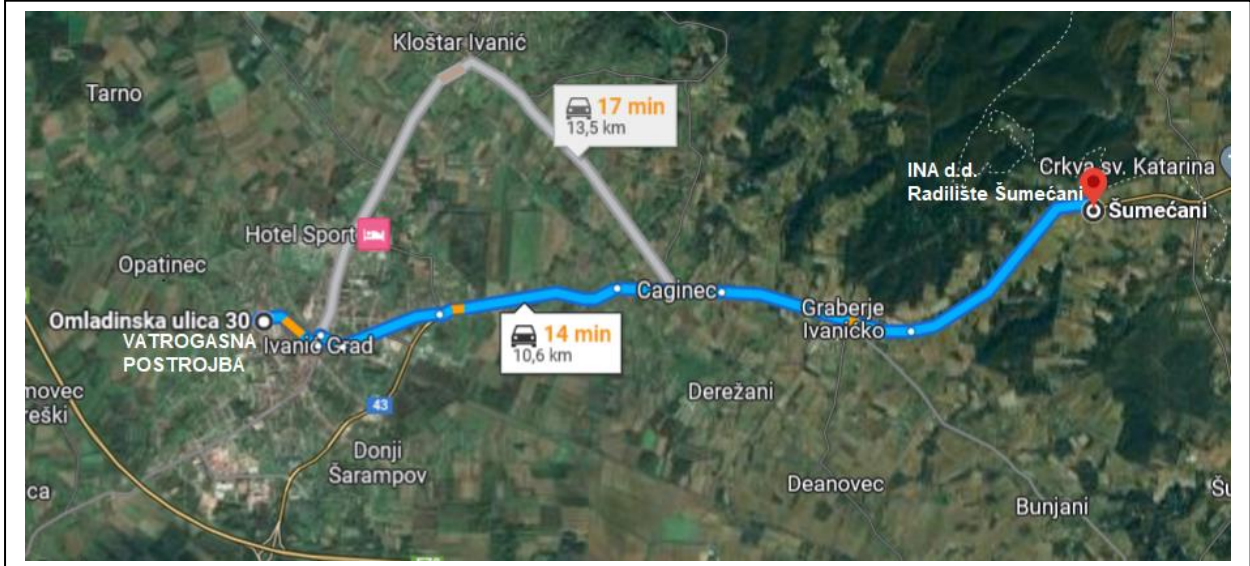 Kloštar Ivanić
Tarno
17 min
13,5 km
INA d.d.
Radilište Šumećani
Crkva sv. Katarina
Šumećani
Hotel Sport
Opatinec
Caginec
Graberje
Ivaničko
Omladinska ulica 30
VATROGASNA
POSTROJBA
Ivanić Grad
14 min
10,6 km
Derežani
movec
reški
43
Donji
Šarampov
ca
Deanovec
Bunjani
Šu